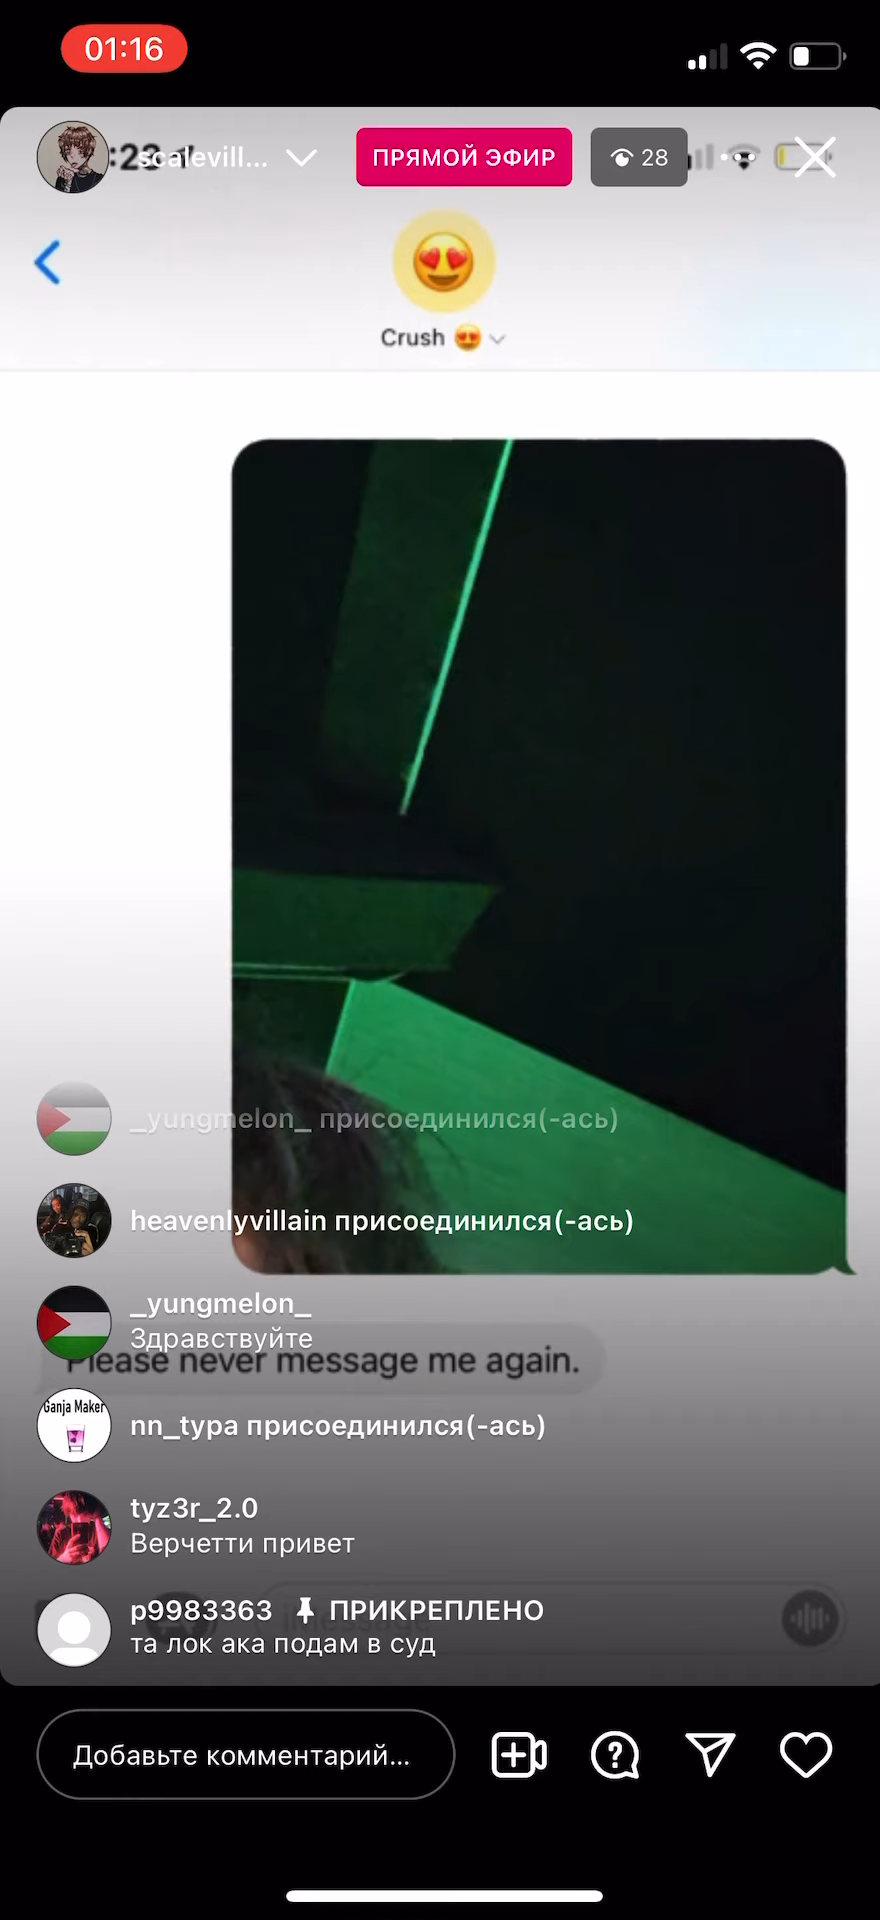 01:16
:23
scalevill...
ПРЯМОЙ ЭФИР
28
Crush 😍
_yungmelon_ присоединился(-ась)
heavenlyvillain присоединился(-ась)
_yungmelon_
Здравствуйте
Please never message me again.
Ganja Maker
nn_typa присоединился(-ась)
tyz3r_2.0
Верчетти привет
p9983363 ПРИКРЕПЛЕНО
iMessage
та лок ака подам в суд
Добавьте комментарий...